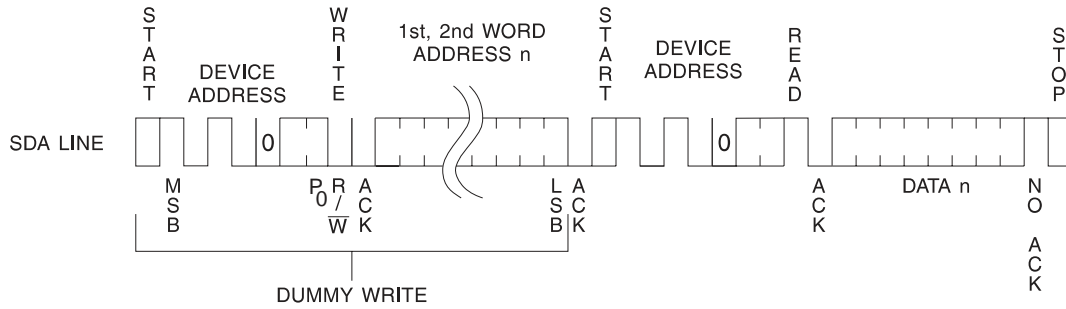 START
WRITE
1st, 2nd WORD
ADDRESS n
START
DEVICE
ADDRESS
READ
STOP
DEVICE
ADDRESS
SDA LINE
0
0
MSB
P0
R
/
W
ACK
LSB
ACK
ACK
DATA n
NO ACK
DUMMY WRITE